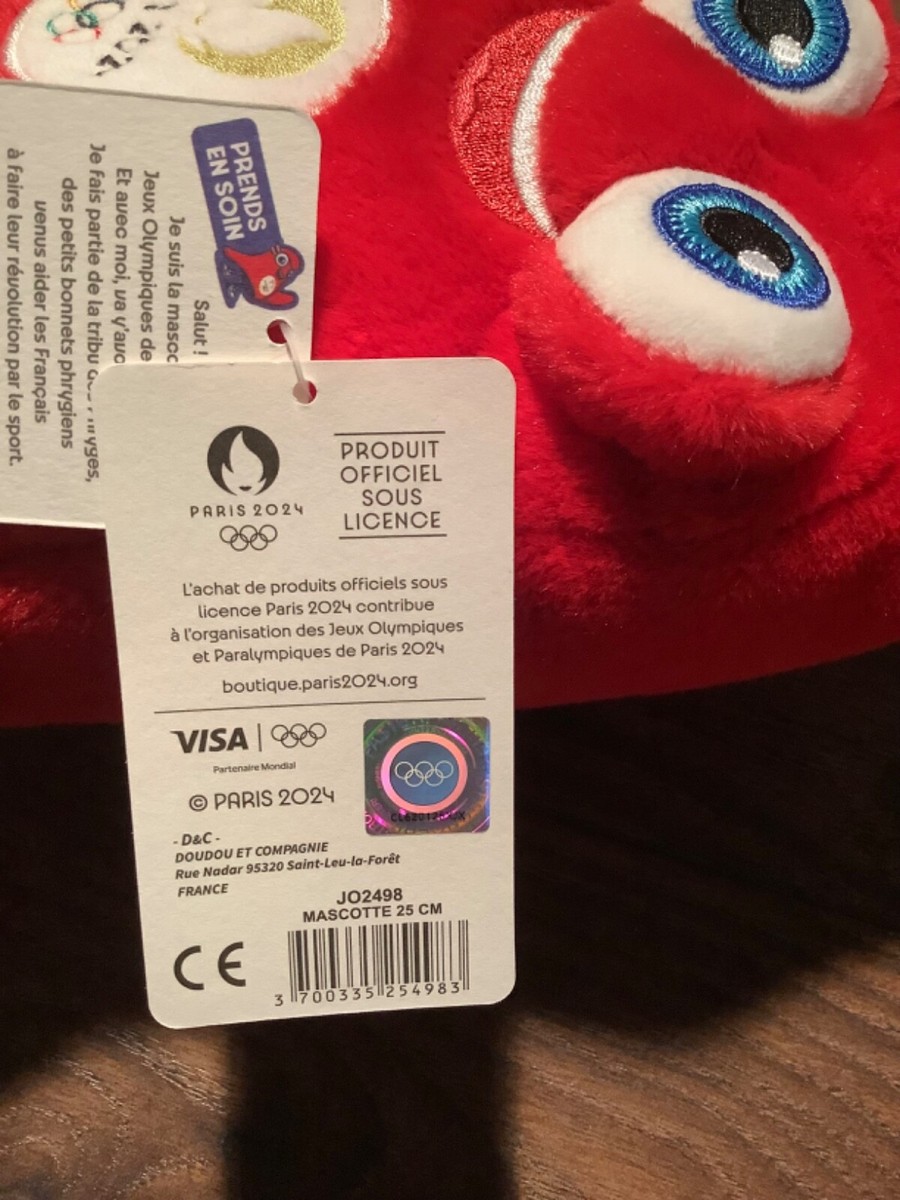 PRENDS
EN SOIN
Salut !
Je suis la
Jeux Olympiques de
Et avec moi, va
Je fais partie de la tribu
des petits bonnets phrygiens
venus aider les Français
à faire leur révolution par le sport.
PARIS 2024
PRODUIT
OFFICIEL
SOUS
LICENCE
L'achat de produits officiels sous
licence Paris 2024 contribue
à l'organisation des Jeux Olympiques
et Paralympiques de Paris 2024
boutique.paris2024.org
VISA
Partenaire Mondial
© PARIS 2024
- D&C -
DOUDOU ET COMPAGNIE
Rue Nadar 95320 Saint-Leu-la-Forêt
FRANCE
JO2498
MASCOTTE 25 CM
CE
3 700335 254983